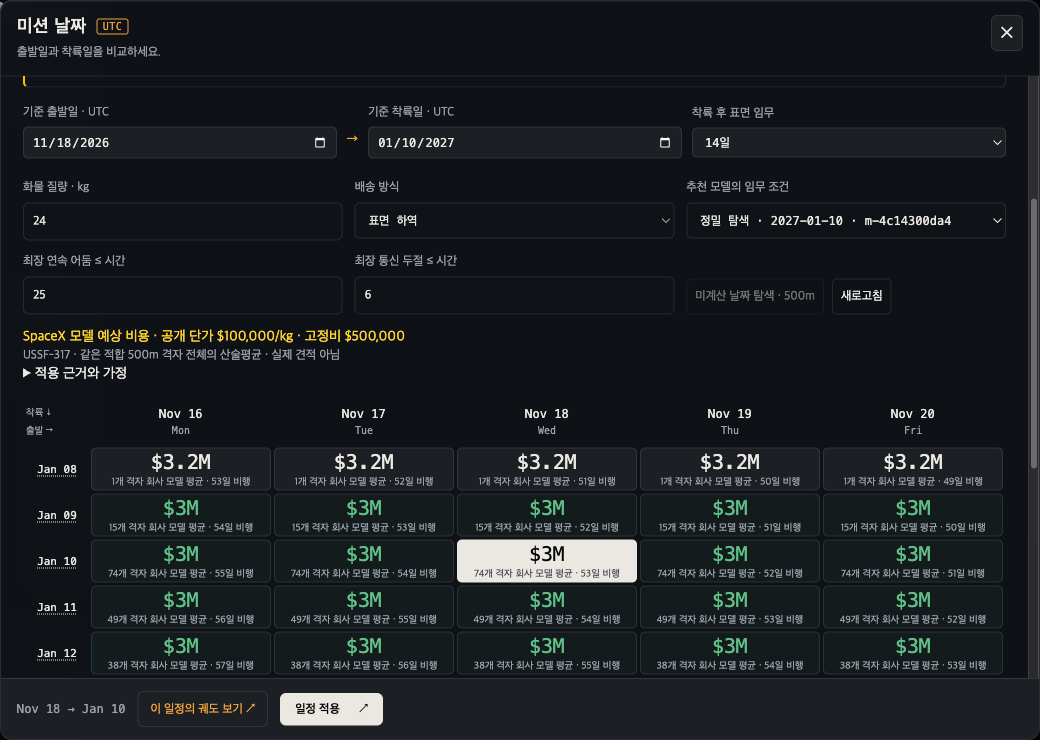 미션 날짜 UTC
출발일과 착륙일을 비교하세요.
기준 출발일 · UTC 기준 착륙일 · UTC 착륙 후 표면 임무
11/18/2026 → 01/10/2027 14일
화물 질량 · kg 배송 방식 추천 모델의 임무 조건
24 표면 하역 정밀 탐색 · 2027-01-10 · m-4c14300da4
최장 연속 어둠 ≤ 시간 최장 통신 두절 ≤ 시간
25 6 미계산 날짜 탐색 · 500m 새로고침
SpaceX 모델 예상 비용 · 공개 단가 $100,000/kg · 고정비 $500,000
USSF-317 · 같은 적합 500m 격자 전체의 산술평균 · 실제 견적 아님
▶ 적용 근거와 가정
착륙 ↓ Nov 16 Nov 17 Nov 18 Nov 19 Nov 20
출발 → Mon Tue Wed Thu Fri
Jan 08 $3.2M $3.2M $3.2M $3.2M $3.2M
1개 격자 회사 모델 평균 · 53일 비행 1개 격자 회사 모델 평균 · 52일 비행 1개 격자 회사 모델 평균 · 51일 비행 1개 격자 회사 모델 평균 · 50일 비행 1개 격자 회사 모델 평균 · 49일 비행
Jan 09 $3M $3M $3M $3M $3M
15개 격자 회사 모델 평균 · 54일 비행 15개 격자 회사 모델 평균 · 53일 비행 15개 격자 회사 모델 평균 · 52일 비행 15개 격자 회사 모델 평균 · 51일 비행 15개 격자 회사 모델 평균 · 50일 비행
Jan 10 $3M $3M $3M $3M $3M
74개 격자 회사 모델 평균 · 55일 비행 74개 격자 회사 모델 평균 · 54일 비행 74개 격자 회사 모델 평균 · 53일 비행 74개 격자 회사 모델 평균 · 52일 비행 74개 격자 회사 모델 평균 · 51일 비행
Jan 11 $3M $3M $3M $3M $3M
49개 격자 회사 모델 평균 · 56일 비행 49개 격자 회사 모델 평균 · 55일 비행 49개 격자 회사 모델 평균 · 54일 비행 49개 격자 회사 모델 평균 · 53일 비행 49개 격자 회사 모델 평균 · 52일 비행
Jan 12 $3M $3M $3M $3M $3M
38개 격자 회사 모델 평균 · 57일 비행 38개 격자 회사 모델 평균 · 56일 비행 38개 격자 회사 모델 평균 · 55일 비행 38개 격자 회사 모델 평균 · 54일 비행 38개 격자 회사 모델 평균 · 53일 비행
Nov 18 → Jan 10 이 일정의 궤도 보기 ↗ 일정 적용 ↗